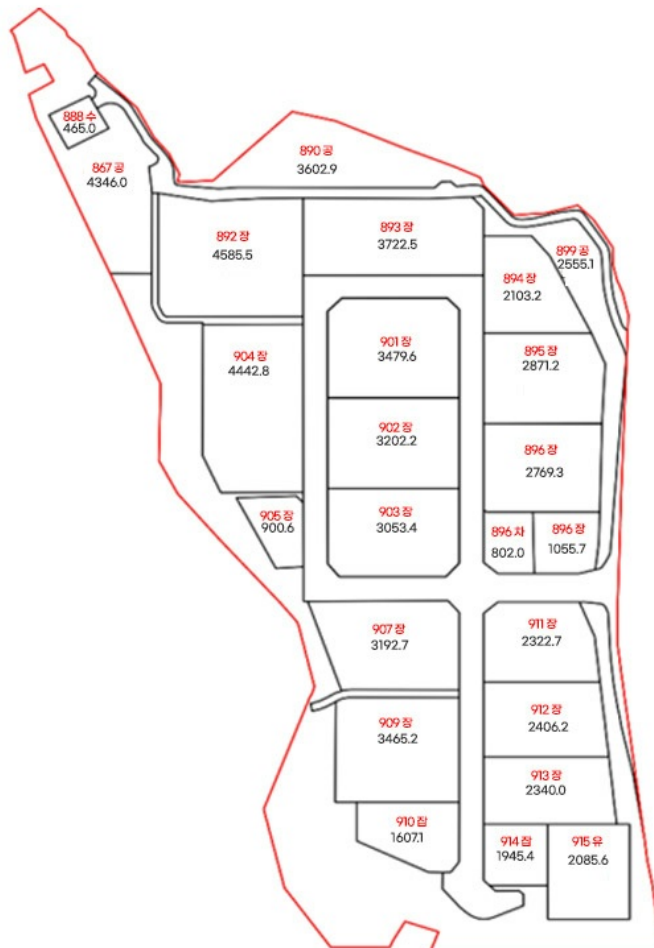 888 수
465.0
867 공
4346.0
890 공
3602.9
892 장
4585.5
893 장
3722.5
899 공
2555.1
894 장
2103.2
901 장
3479.6
895 장
2871.2
904 장
4442.8
902 장
3202.2
896 장
2769.3
905 장
900.6
903 장
3053.4
896 차
802.0
896 장
1055.7
907 장
3192.7
911 장
2322.7
909 장
3465.2
912 장
2406.2
913 장
2340.0
910 잡
1607.1
914 잡
1945.4
915 유
2085.6